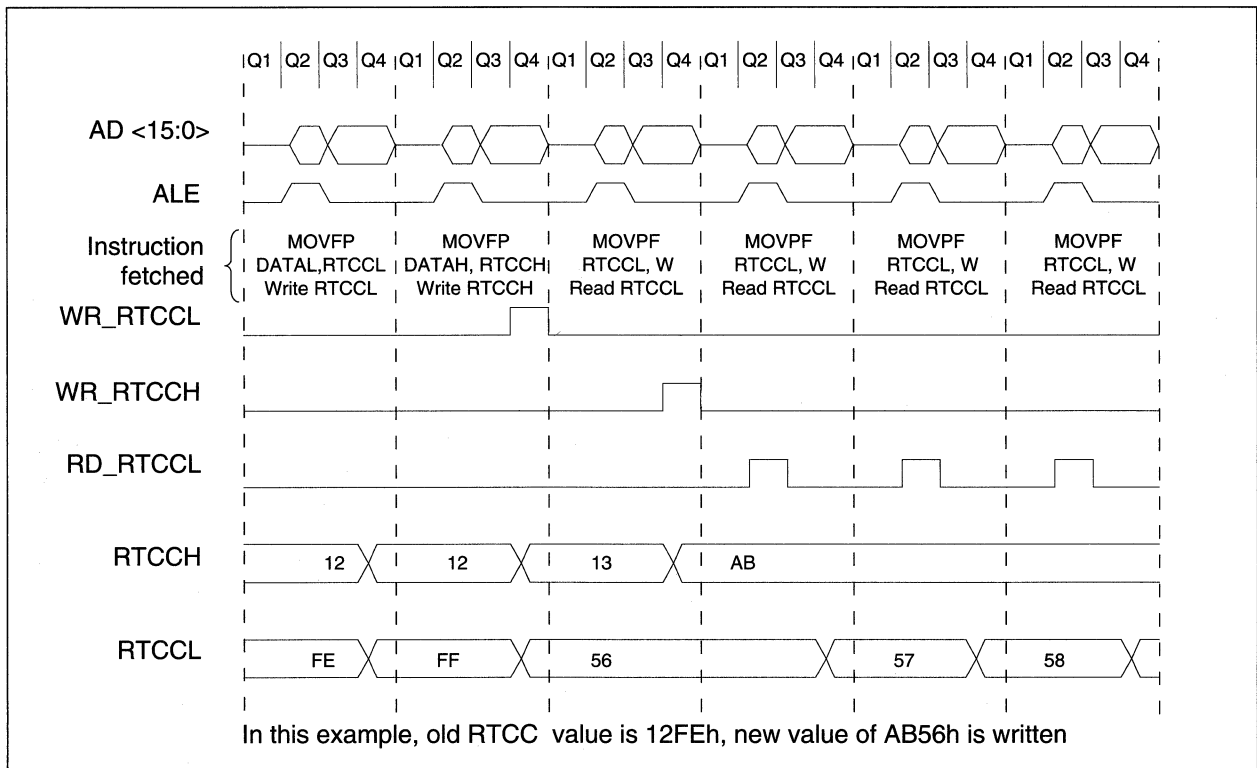 Q1 Q2 Q3 Q4 Q1 Q2 Q3 Q4 Q1 Q2 Q3 Q4 Q1 Q2 Q3 Q4 Q1 Q2 Q3 Q4 Q1 Q2 Q3 Q4
AD <15:0>
ALE
Instruction
fetched
MOVFP
DATAL,RTCCL
Write RTCCL
MOVFP
DATAH, RTCCH
Write RTCCH
MOVPF
RTCCL, W
Read RTCCL
MOVPF
RTCCL, W
Read RTCCL
MOVPF
RTCCL, W
Read RTCCL
MOVPF
RTCCL, W
Read RTCCL
WR_RTCCL
WR_RTCCH
RD_RTCCL
RTCCH 12 12 13 AB
RTCCL FE FF 56 57 58
In this example, old RTCC value is 12FEh, new value of AB56h is written